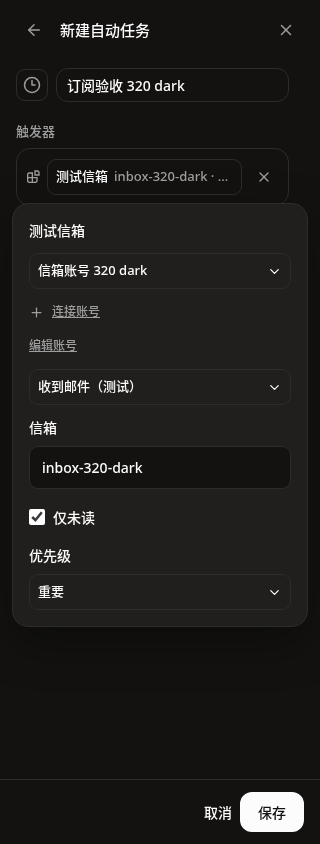 新建自动任务
订阅验收 320 dark
触发器
测试信箱 inbox-320-dark · ...
测试信箱
信箱账号 320 dark
连接账号
编辑账号
收到邮件（测试）
信箱
inbox-320-dark
仅未读
优先级
重要
取消 保存